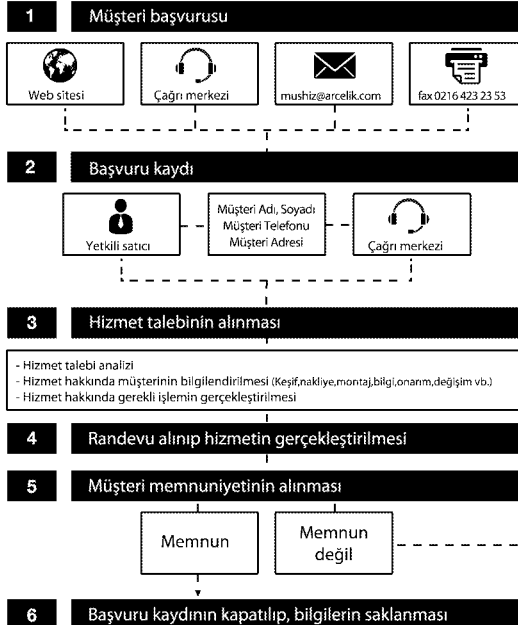 1 Müşteri başvurusu
Web sitesi
Çağrı merkezi
mushiz@arcelik.com
fax 0216 423 23 53
2 Başvuru kaydı
Yetkili satıcı
Müşteri Adı, Soyadı
Müşteri Telefonu
Müşteri Adresi
Çağrı merkezi
3 Hizmet talebinin alınması
- Hizmet talebi analizi
- Hizmet hakkında müşterinin bilgilendirilmesi (Keşif,nakliye,montaj,bilgi,onarım,değişim vb.)
- Hizmet hakkında gerekli işlemin gerçekleştirilmesi
4 Randevu alınıp hizmetin gerçekleştirilmesi
5 Müşteri memnuniyetinin alınması
Memnun
Memnun
değil
6 Başvuru kaydının kapatılıp, bilgilerin saklanması